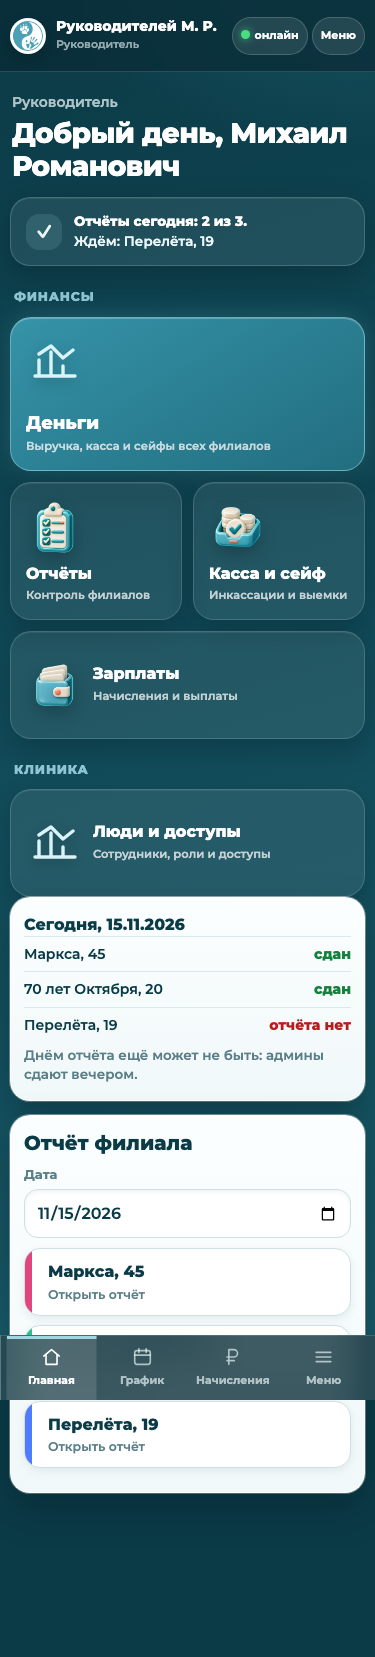 Руководителей М. Р.
Руководитель
онлайн
Меню
Руководитель
Добрый день, Михаил
Романович
Отчёты сегодня: 2 из 3.
Ждём: Перелёта, 19
ФИНАНСЫ
Деньги
Выручка, касса и сейфы всех филиалов
Отчёты
Контроль филиалов
Касса и сейф
Инкассации и выемки
Зарплаты
Начисления и выплаты
КЛИНИКА
Люди и доступы
Сотрудники, роли и доступы
Сегодня, 15.11.2026
Маркса, 45 сдан
70 лет Октября, 20 сдан
Перелёта, 19 отчёта нет
Днём отчёта ещё может не быть: админы
сдают вечером.
Отчёт филиала
Дата
11/15/2026
Маркса, 45
Открыть отчёт
Главная
График
Начисления
Меню
Перелёта, 19
Открыть отчёт